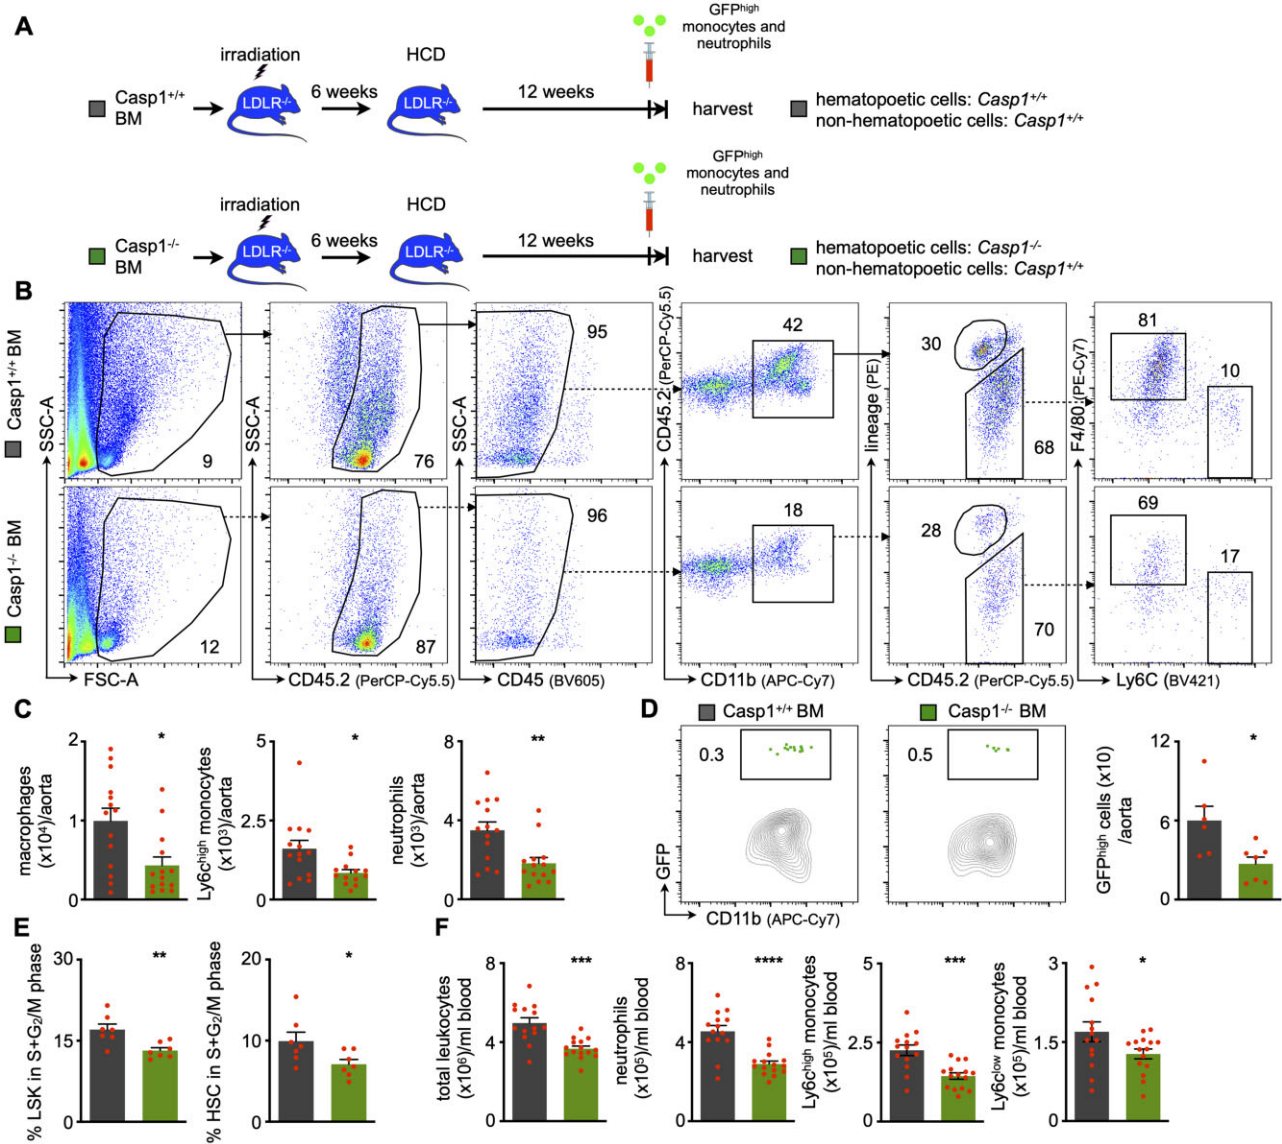 A
GFPhigh
monocytes and
neutrophils
irradiation
HCD
Casp1+/+
BM
LDLR-/-
6 weeks
LDLR-/-
12 weeks
harvest
hematopoetic cells: Casp1+/+
non-hematopoetic cells: Casp1+/+
GFPhigh
monocytes and
neutrophils
irradiation
HCD
Casp1-/-
BM
LDLR-/-
6 weeks
LDLR-/-
12 weeks
harvest
hematopoetic cells: Casp1-/-
non-hematopoetic cells: Casp1+/+
B
Casp1+/+ BM
SSC-A
9
SSC-A
76
SSC-A
95
CD45.2 (PerCP-Cy5.5)
42
lineage (PE)
30
68
F4/80 (PE-Cy7)
81
10
Casp1-/- BM
12
87
96
18
28
70
69
17
FSC-A
CD45.2 (PerCP-Cy5.5)
CD45 (BV605)
CD11b (APC-Cy7)
CD45.2 (PerCP-Cy5.5)
Ly6C (BV421)
C
macrophages
(x10⁴)/aorta
2
1
0
*
Ly6chigh monocytes
(x10³)/aorta
5
2.5
0
*
neutrophils
(x10³)/aorta
8
4
0
**
D
Casp1+/+ BM
Casp1-/- BM
0.3
0.5
GFP
CD11b (APC-Cy7)
GFPhigh cells (x10)
/aorta
12
6
0
*
E
% LSK in S+G₂/M phase
30
15
0
**
% HSC in S+G₂/M phase
20
10
0
*
F
total leukocytes
(x10⁶)/ml blood
8
4
0
***
neutrophils
(x10⁵)/ml blood
8
4
0
****
Ly6chigh monocytes
(x10⁵)/ml blood
5
2.5
0
***
Ly6clow monocytes
(x10⁵)/ml blood
3
1.5
0
*